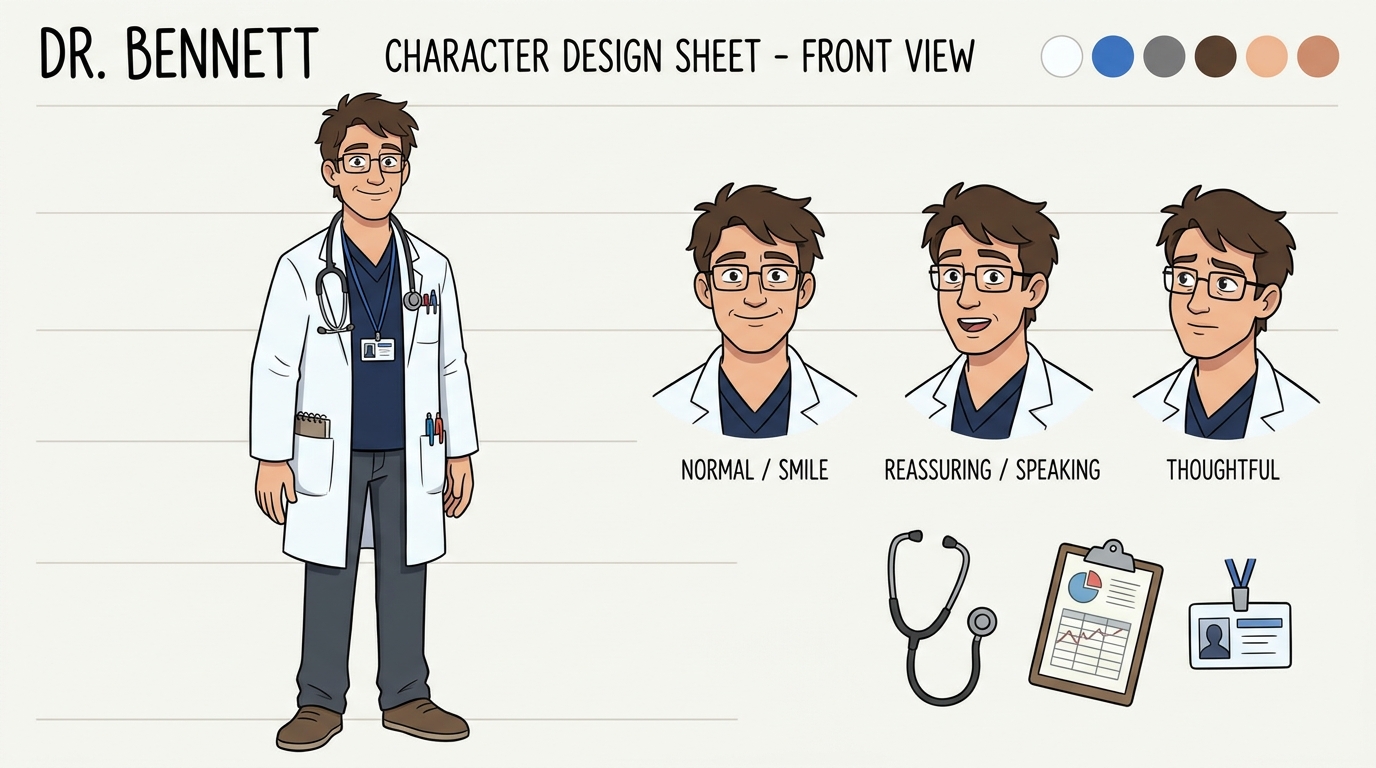 DR. BENNETT
CHARACTER DESIGN SHEET - FRONT VIEW
NORMAL / SMILE
REASSURING / SPEAKING
THOUGHTFUL